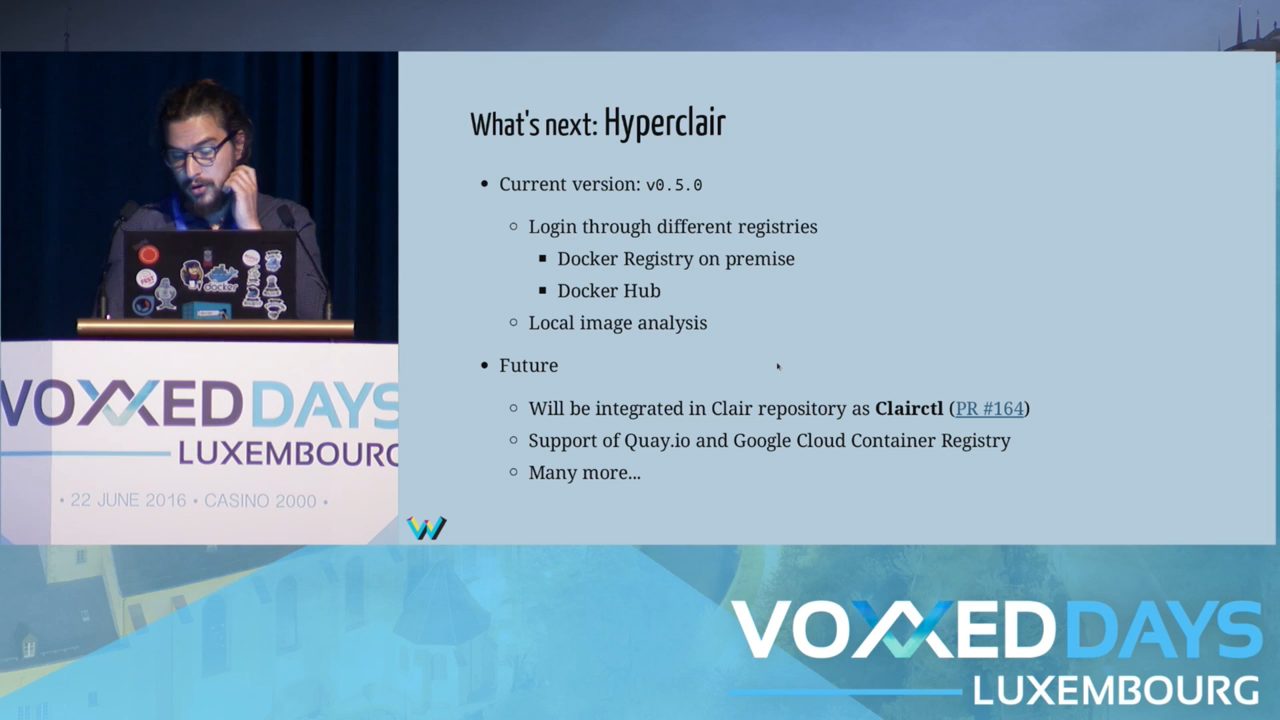 What's next: Hyperclair
Current version: v0.5.0
Login through different registries
Docker Registry on premise
Docker Hub
Local image analysis
Future
Will be integrated in Clair repository as Clairctl (PR #164)
Support of Quay.io and Google Cloud Container Registry
Many more...
docker
VOXXED DAYS
LUXEMBOURG
• 22 JUNE 2016 • CASINO 2000 •
VOXXED DAYS
LUXEMBOURG